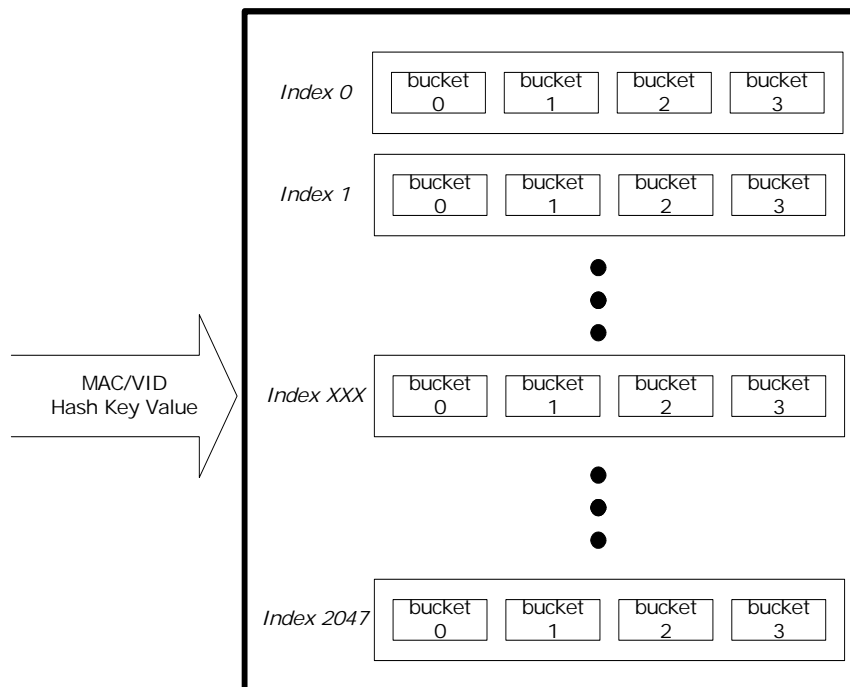 Index 0
bucket 0
bucket 1
bucket 2
bucket 3
Index 1
bucket 0
bucket 1
bucket 2
bucket 3
MAC/VID
Hash Key Value
Index XXX
bucket 0
bucket 1
bucket 2
bucket 3
Index 2047
bucket 0
bucket 1
bucket 2
bucket 3